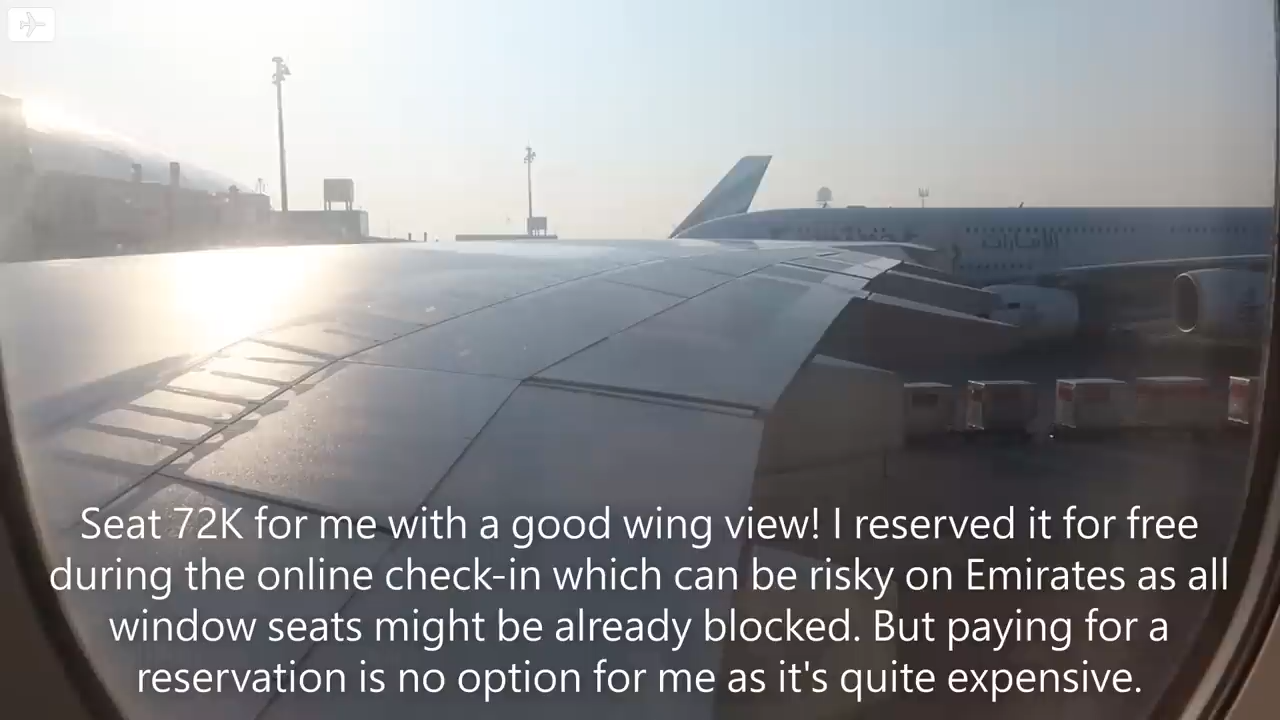 الإمارات
Seat 72K for me with a good wing view! I reserved it for free
during the online check-in which can be risky on Emirates as all
window seats might be already blocked. But paying for a
reservation is no option for me as it's quite expensive.